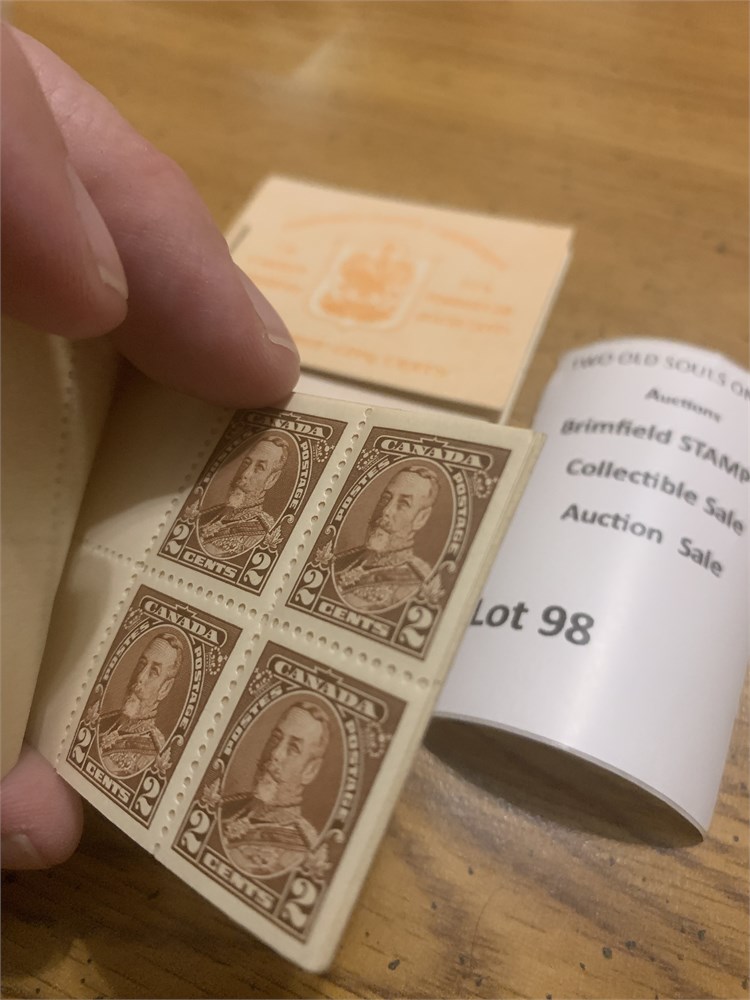 TWO OLD SOULS ON
Auctions
Brimfield STAMP
Collectible Sale
Auction Sale
Lot 98
CANADA
POSTAGE
2 CENTS 2
CANADA
POSTES POSTAGE
2 CENTS 2
CANADA
POSTES POSTAGE
2 CENTS 2
CANADA
POSTES POSTAGE
2 CENTS 2